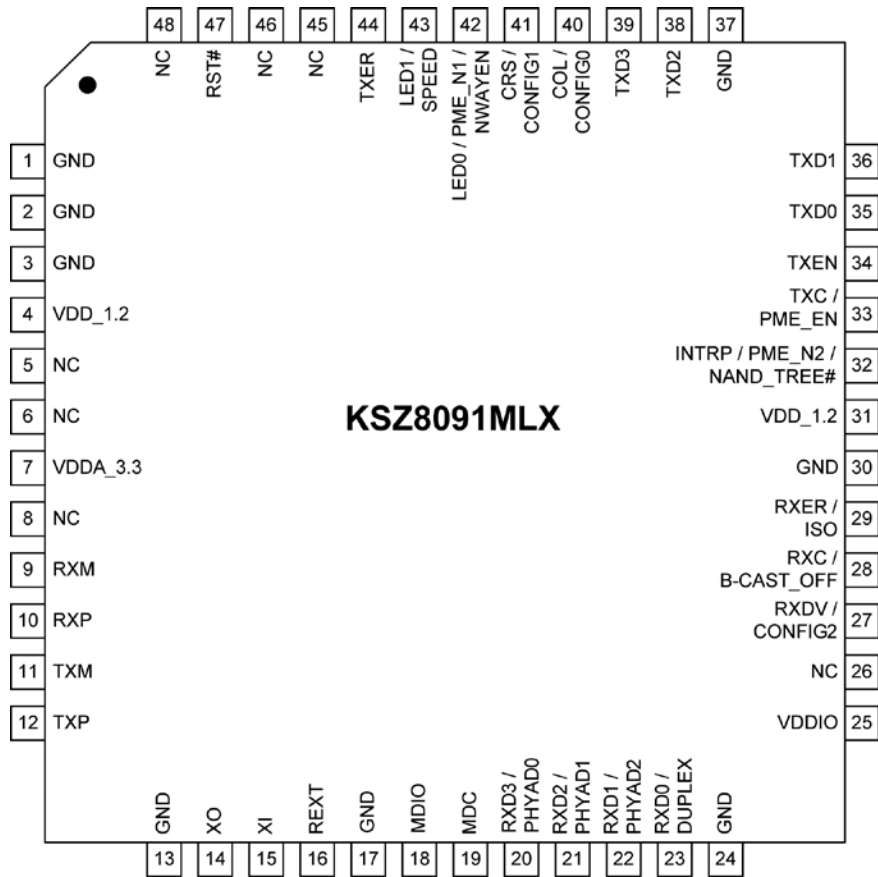 48
47
46
45
44
43
42
41
40
39
38
37
NC
RST#
NC
NC
TXER
LED1 /
SPEED
LED0 / PME_N1 /
NWAYEN
CRS /
CONFIG1
COL /
CONFIG0
TXD3
TXD2
GND
1 GND
2 GND
3 GND
4 VDD_1.2
5 NC
6 NC
7 VDDA_3.3
8 NC
9 RXM
10 RXP
11 TXM
12 TXP
KSZ8091MLX
TXD1 36
TXD0 35
TXEN 34
TXC /
PME_EN 33
INTRP / PME_N2 /
NAND_TREE# 32
VDD_1.2 31
GND 30
RXER /
ISO 29
RXC /
B-CAST_OFF 28
RXDV /
CONFIG2 27
NC 26
VDDIO 25
GND
XO
XI
REXT
GND
MDIO
MDC
RXD3 /
PHYAD0
RXD2 /
PHYAD1
RXD1 /
PHYAD2
RXD0 /
DUPLEX
GND
13
14
15
16
17
18
19
20
21
22
23
24